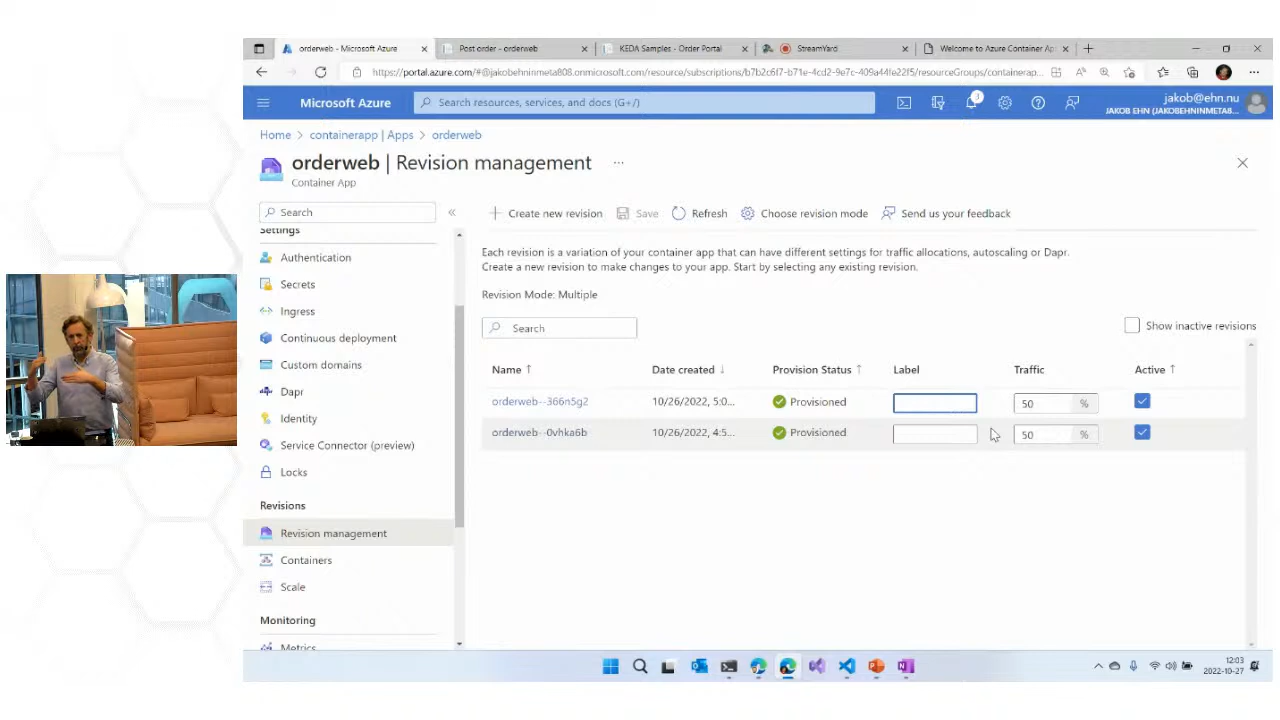 orderweb - Microsoft Azure
Post order - orderweb
KEDA Samples - Order Portal
StreamYard
Welcome to Azure Container Ap
https://portal.azure.com/#@jakobehninmeta808.onmicrosoft.com/resource/subscriptions/b7b2c6f7-b71e-4cd2-9e7c-409a44fe22f5/resourceGroups/containerap...
Microsoft Azure
Search resources, services, and docs (G+/)
3
jakob@ehn.nu
JAKOB EHN (JAKOBEHNINMETA8...
Home > containerapp | Apps > orderweb
orderweb | Revision management ...
Container App
Search
«
Create new revision
Save
Refresh
Choose revision mode
Send us your feedback
Settings
Authentication
Secrets
Ingress
Continuous deployment
Custom domains
Dapr
Identity
Service Connector (preview)
Locks
Revisions
Revision management
Containers
Scale
Monitoring
Metrics
Each revision is a variation of your container app that can have different settings for traffic allocations, autoscaling or Dapr.
Create a new revision to make changes to your app. Start by selecting any existing revision.
Revision Mode: Multiple
Search
Show inactive revisions
Name ↑ Date created ↓ Provision Status ↑ Label Traffic Active ↑
orderweb--366n5g2 10/26/2022, 5:0... Provisioned 50 %
orderweb--0vhka6b 10/26/2022, 4:5... Provisioned 50 %
12:03
2022-10-27